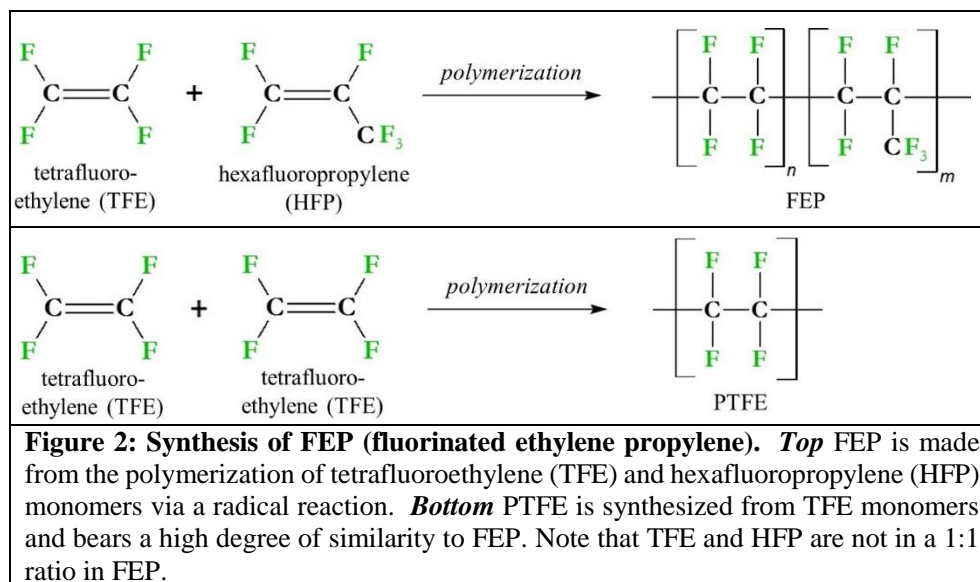 F F F F F F
C=C + C=C polymerization C C C C
F F F CF₃ F F F CF₃
n m
tetrafluoro- hexafluoropropylene
ethylene (TFE) (HFP) FEP
F F F F F F
C=C + C=C polymerization C C
F F F F F F
tetrafluoro- tetrafluoro-
ethylene (TFE) ethylene (TFE) PTFE
Figure 2: Synthesis of FEP (fluorinated ethylene propylene). Top FEP is made
from the polymerization of tetrafluoroethylene (TFE) and hexafluoropropylene (HFP)
monomers via a radical reaction. Bottom PTFE is synthesized from TFE monomers
and bears a high degree of similarity to FEP. Note that TFE and HFP are not in a 1:1
ratio in FEP.